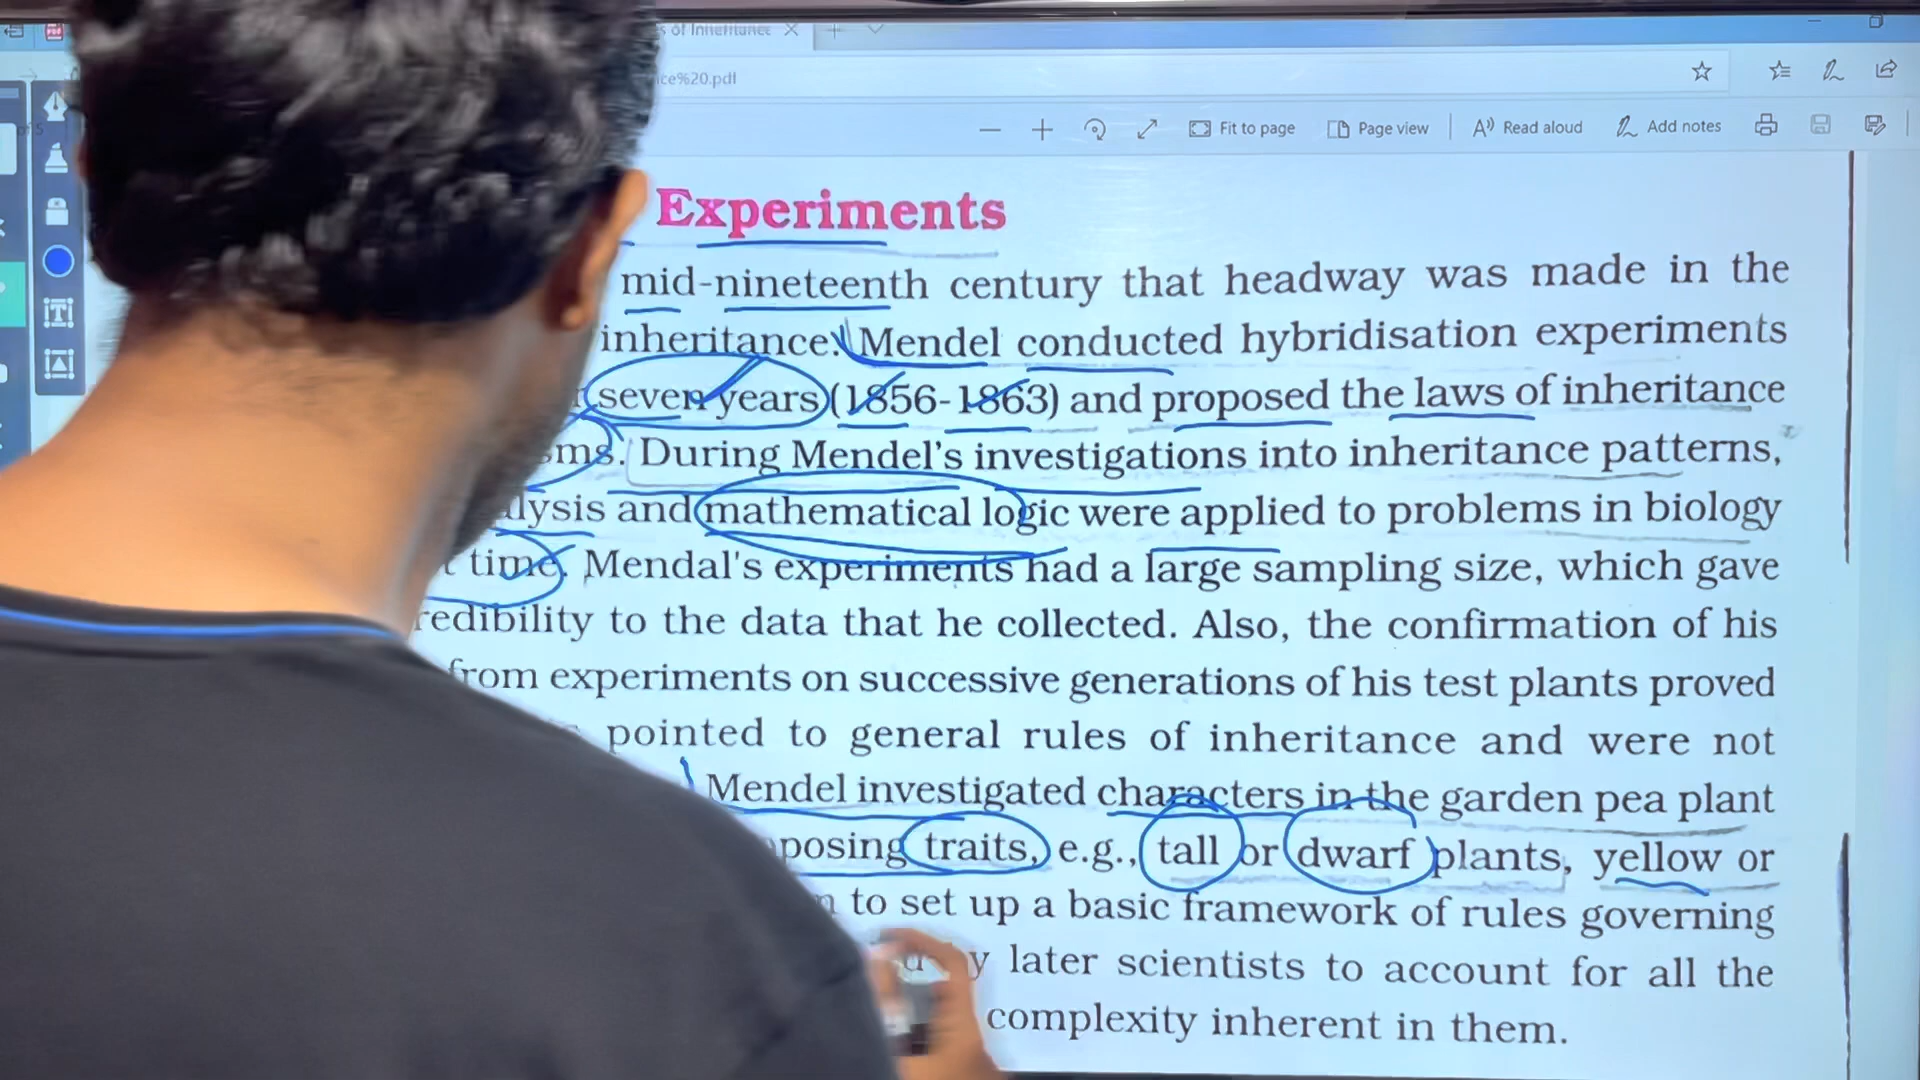 s of Inheritance
ce%20.pdf
of 5
Fit to page Page view Read aloud Add notes
Experiments
mid-nineteenth century that headway was made in the
inheritance. Mendel conducted hybridisation experiments
seven years (1856-1863) and proposed the laws of inheritance
sms. During Mendel's investigations into inheritance patterns,
lysis and mathematical logic were applied to problems in biology
t time. Mendal's experiments had a large sampling size, which gave
redibility to the data that he collected. Also, the confirmation of his
from experiments on successive generations of his test plants proved
pointed to general rules of inheritance and were not
Mendel investigated characters in the garden pea plant
posing traits, e.g., tall or dwarf plants, yellow or
to set up a basic framework of rules governing
y later scientists to account for all the
complexity inherent in them.